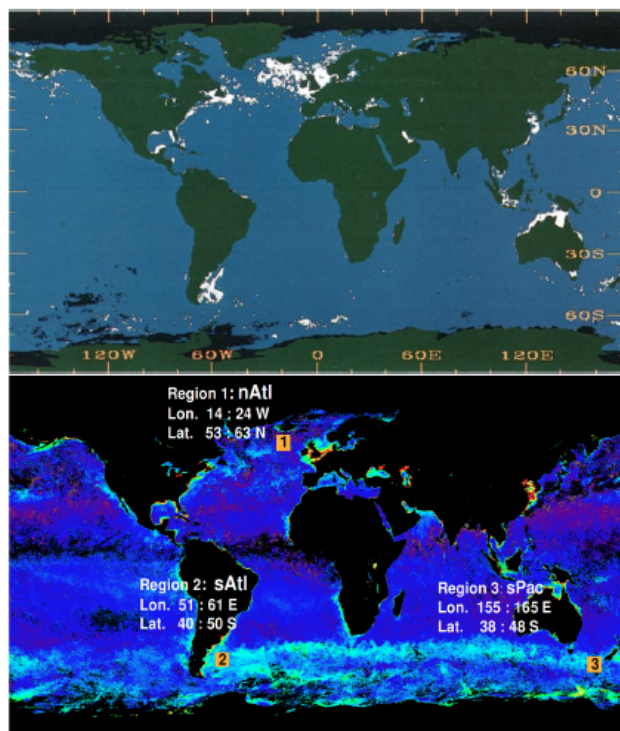 60N
30N
0
30S
60S
120W 60W 0 60E 120E
Region 1: nAtl
Lon. 14 : 24 W
Lat. 53 : 63 N
1
Region 2: sAtl
Lon. 51 : 61 E
Lat. 40 : 50 S
Region 3: sPac
Lon. 155 : 165 E
Lat. 38 : 48 S
2
3